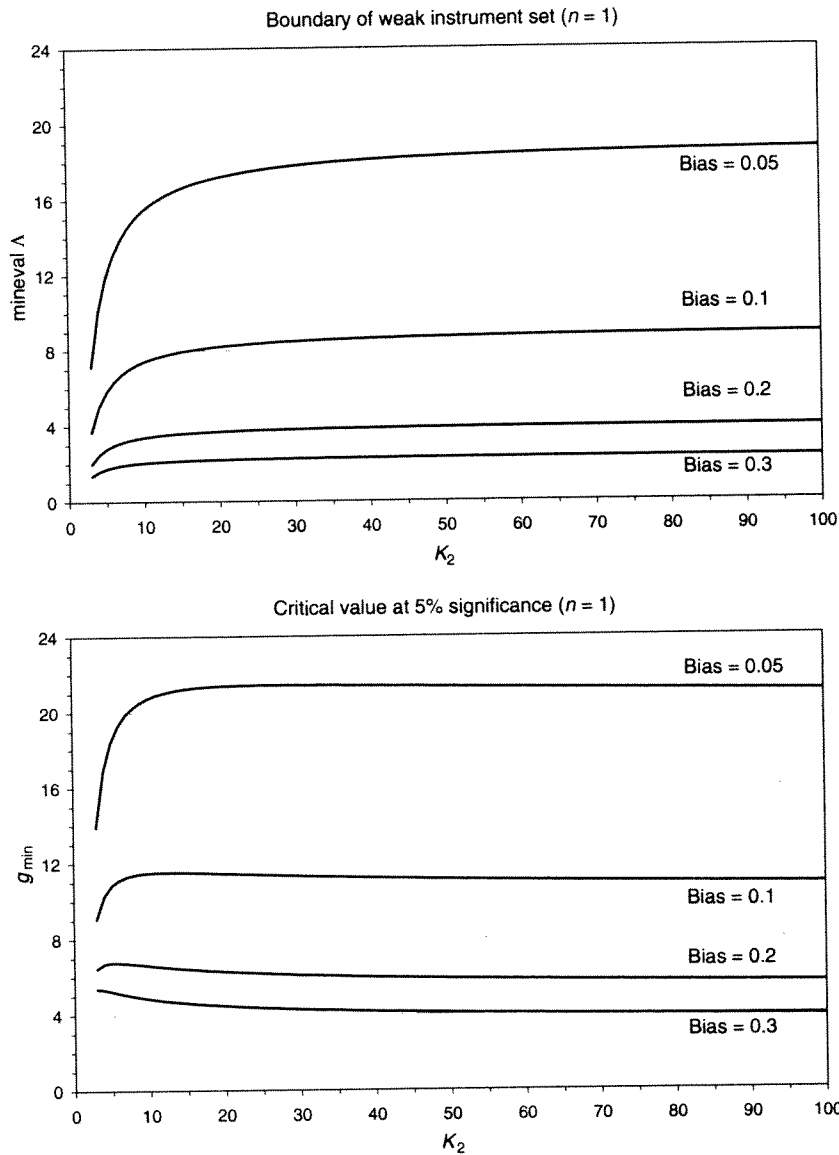 Boundary of weak instrument set (n = 1)
24
20
16
12
8
4
0
mineval Λ
Bias = 0.05
Bias = 0.1
Bias = 0.2
Bias = 0.3
0 10 20 30 40 50 60 70 80 90 100
K2
Critical value at 5% significance (n = 1)
24
20
16
12
8
4
0
gmin
Bias = 0.05
Bias = 0.1
Bias = 0.2
Bias = 0.3
0 10 20 30 40 50 60 70 80 90 100
K2